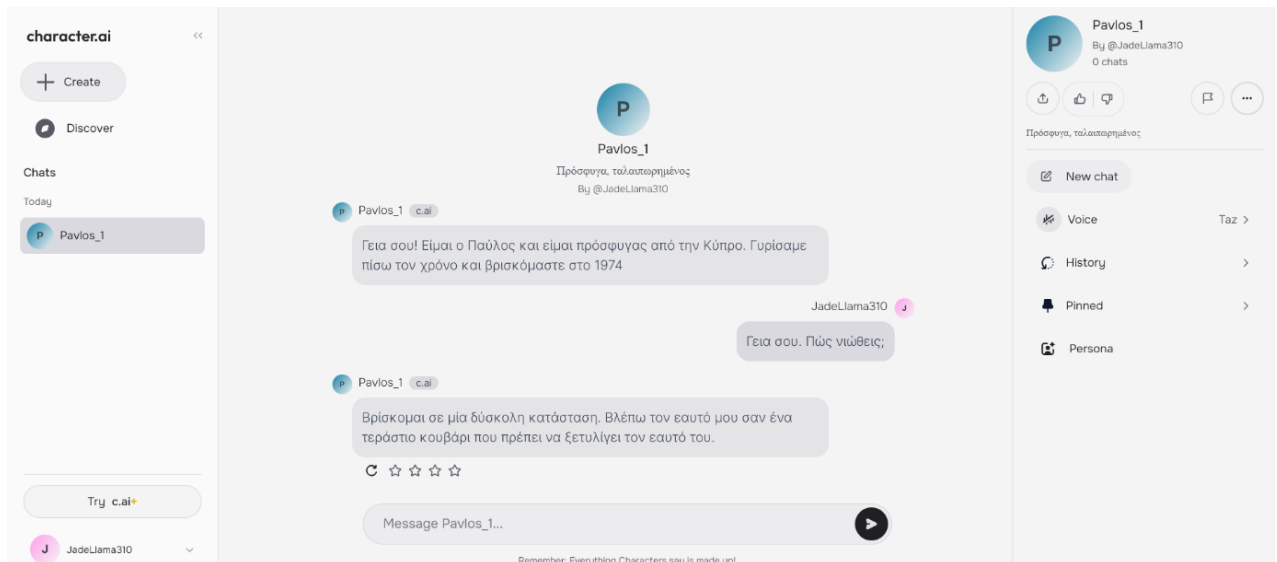 character.ai
Create
Discover
Chats
Today
P Pavlos_1
Try c.ai+
J JadeLlama310
P
Pavlos_1
Πρόσφυγα, ταλαιπωρημένος
By @JadeLlama310
P Pavlos_1 c.ai
Γεια σου! Είμαι ο Παύλος και είμαι πρόσφυγας από την Κύπρο. Γυρίσαμε
πίσω τον χρόνο και βρισκόμαστε στο 1974
JadeLlama310 J
Γεια σου. Πώς νιώθεις;
P Pavlos_1 c.ai
Βρίσκομαι σε μία δύσκολη κατάσταση. Βλέπω τον εαυτό μου σαν ένα
τεράστιο κουβάρι που πρέπει να ξετυλίγει τον εαυτό του.
Message Pavlos_1...
Remember: Everything Characters say is made up!
P
Pavlos_1
By @JadeLlama310
0 chats
Πρόσφυγα, ταλαιπωρημένος
New chat
Voice Taz
History
Pinned
Persona